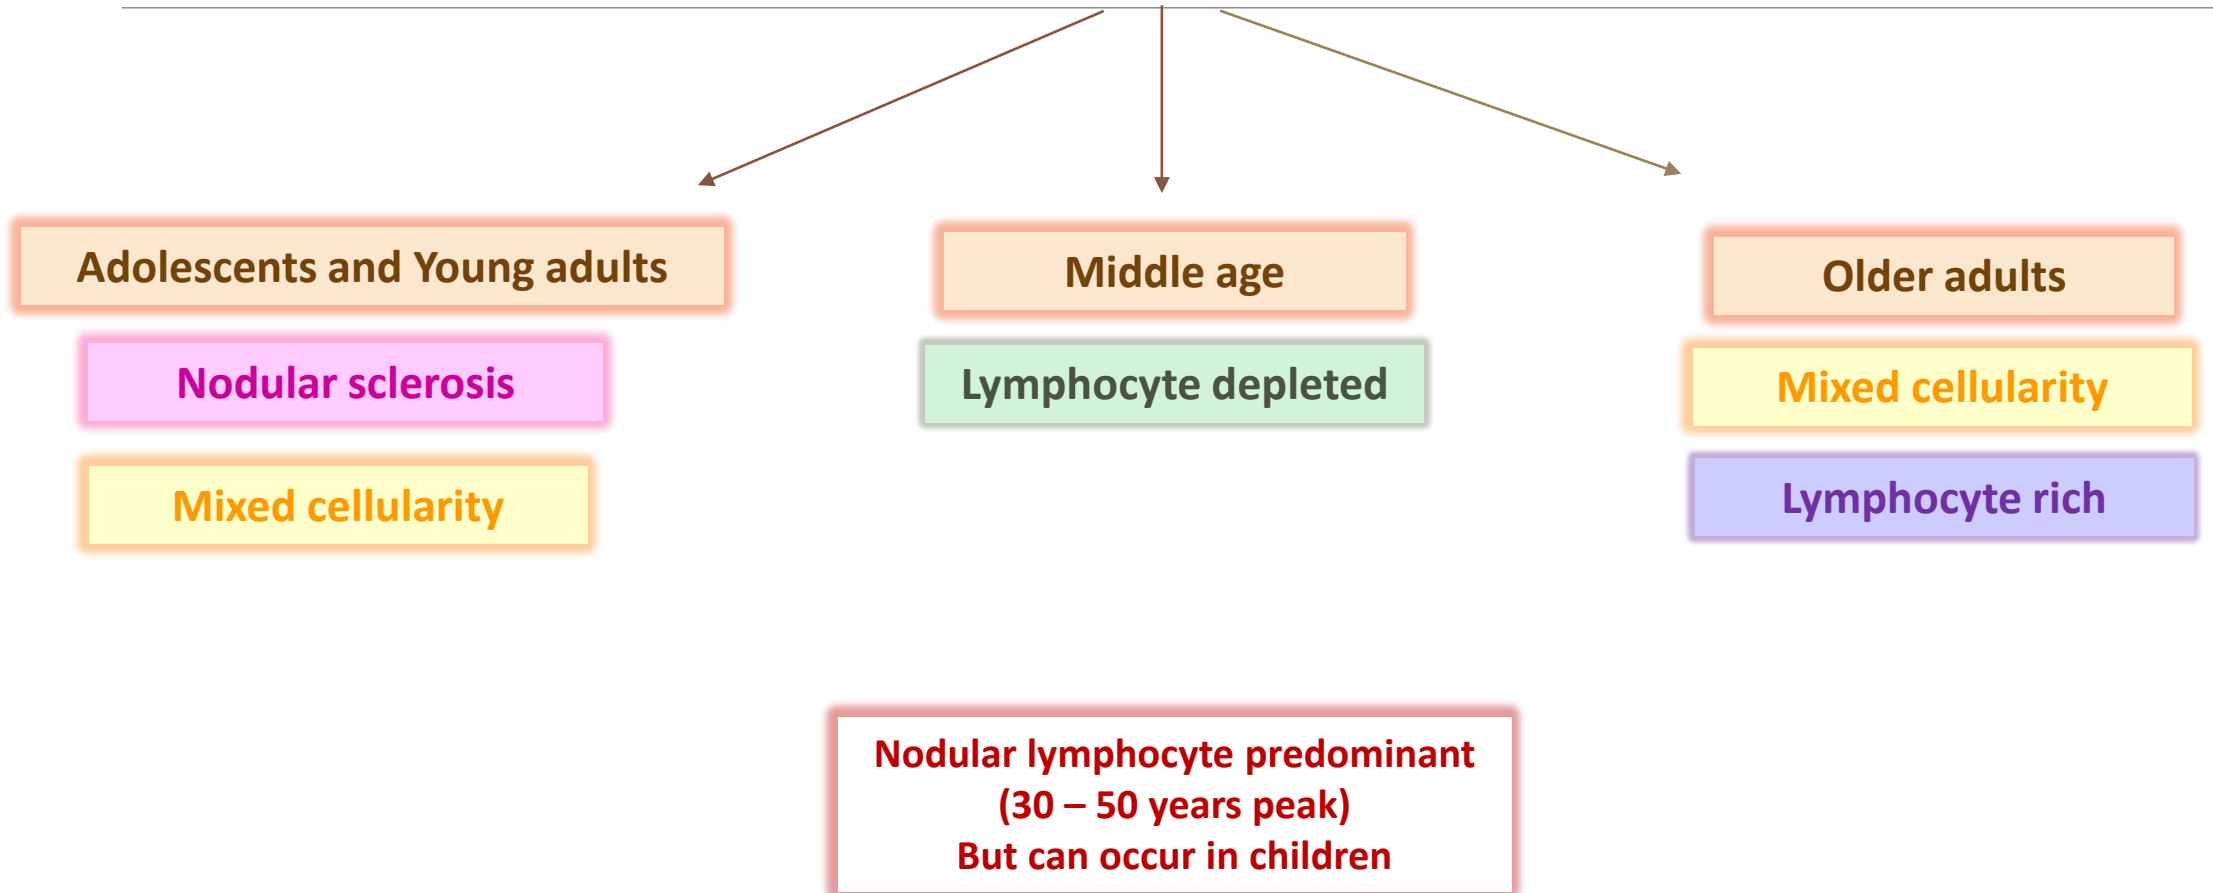 Adolescents and Young adults
Nodular sclerosis
Mixed cellularity
Middle age
Lymphocyte depleted
Older adults
Mixed cellularity
Lymphocyte rich
Nodular lymphocyte predominant
(30 – 50 years peak)
But can occur in children